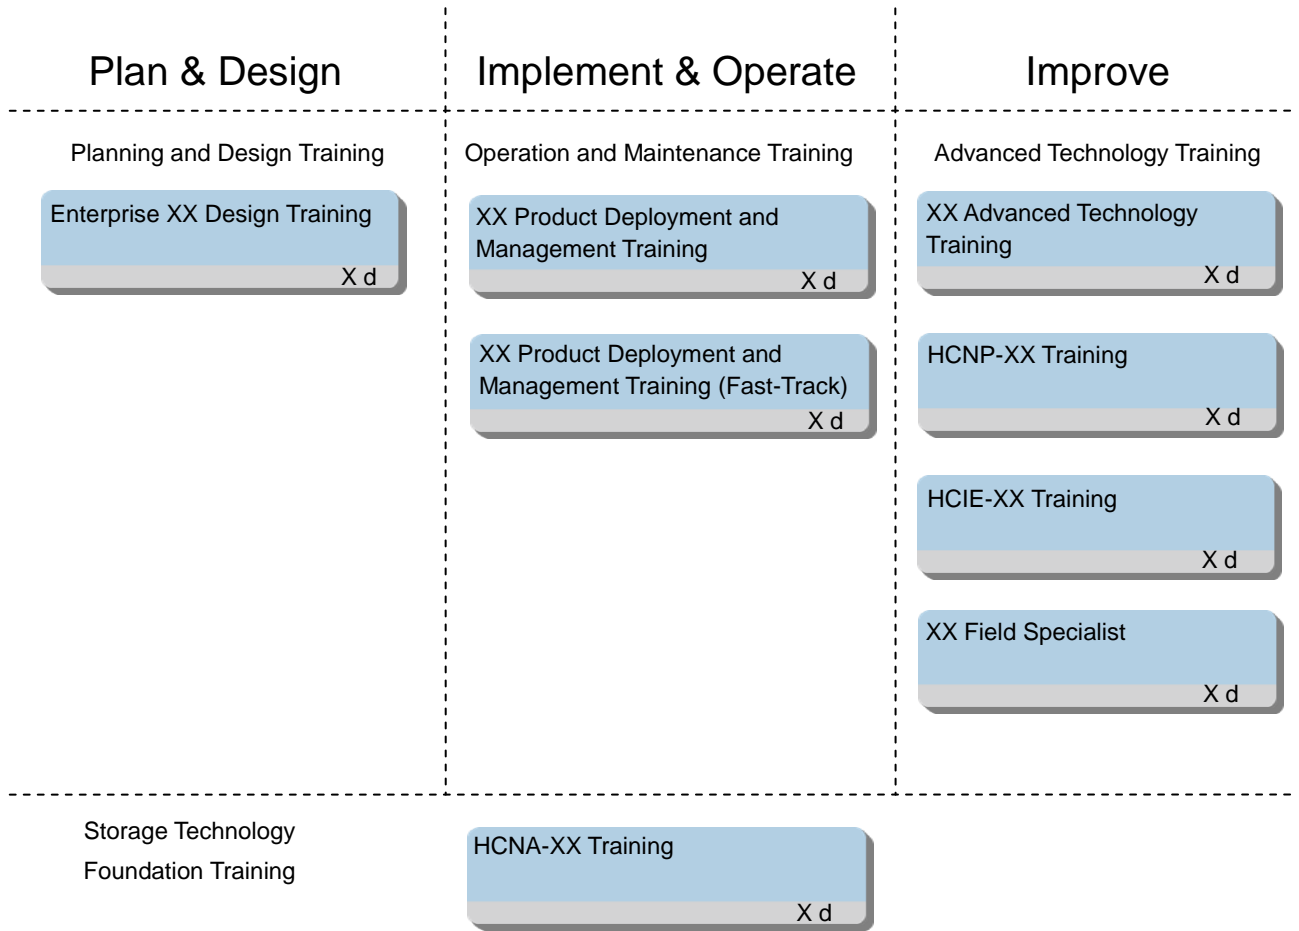 Plan & Design
Implement & Operate
Improve
Planning and Design Training
Operation and Maintenance Training
Advanced Technology Training
Enterprise XX Design Training
X d
XX Product Deployment and
Management Training
X d
XX Advanced Technology
Training
X d
XX Product Deployment and
Management Training (Fast-Track)
X d
HCNP-XX Training
X d
HCIE-XX Training
X d
XX Field Specialist
X d
Storage Technology
Foundation Training
HCNA-XX Training
X d